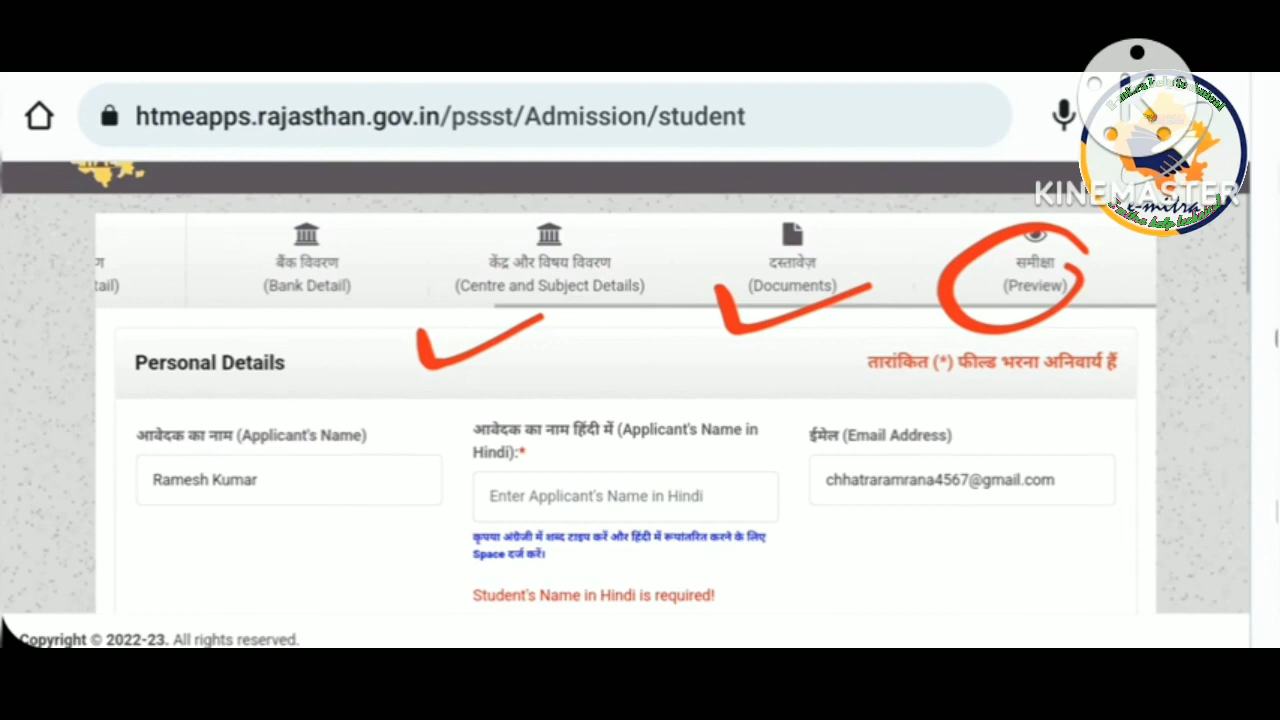 htmeapps.rajasthan.gov.in/pssst/Admission/student
KINEMASTER
e-mitra
ण
tail)
बैंक विवरण
(Bank Detail)
केंद्र और विषय विवरण
(Centre and Subject Details)
दस्तावेज़
(Documents)
समीक्षा
(Preview)
Personal Details
तारांकित (*) फील्ड भरना अनिवार्य हैं
आवेदक का नाम (Applicant's Name)
Ramesh Kumar
आवेदक का नाम हिंदी में (Applicant's Name in
Hindi):*
Enter Applicant's Name in Hindi
कृपया अंग्रेजी में शब्द टाइप करें और हिंदी में रूपांतरित करने के लिए
Space दर्ज करें।
Student's Name in Hindi is required!
ईमेल (Email Address)
chhatraramrana4567@gmail.com
Copyright © 2022-23. All rights reserved.